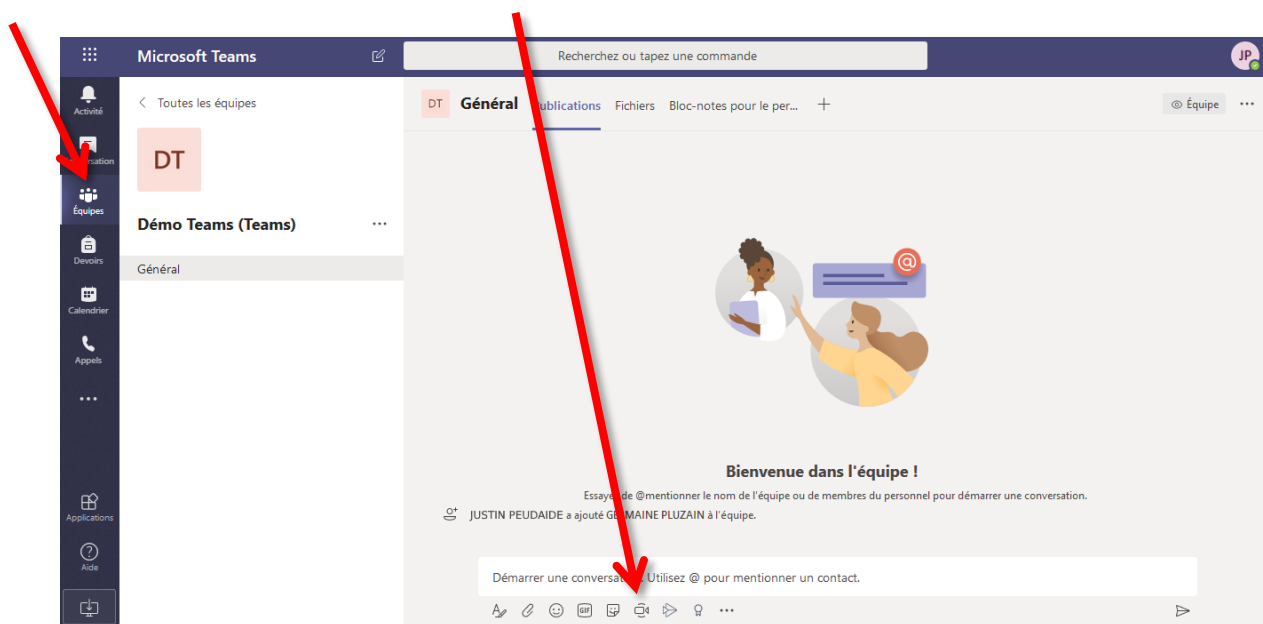 Microsoft Teams
Recherchez ou tapez une commande
JP
Activité
Équipes
Devoirs
Calendrier
Appels
Applications
Aide
Toutes les équipes
DT
Démo Teams (Teams)
Général
DT Général Publications Fichiers Bloc-notes pour le per... +
Équipe
@
Bienvenue dans l'équipe !
Essayez de @mentionner le nom de l'équipe ou de membres du personnel pour démarrer une conversation.
JUSTIN PEUDAIDE a ajouté GERMAINE PLUZAIN à l'équipe.
Démarrer une conversation. Utilisez @ pour mentionner un contact.
GIF